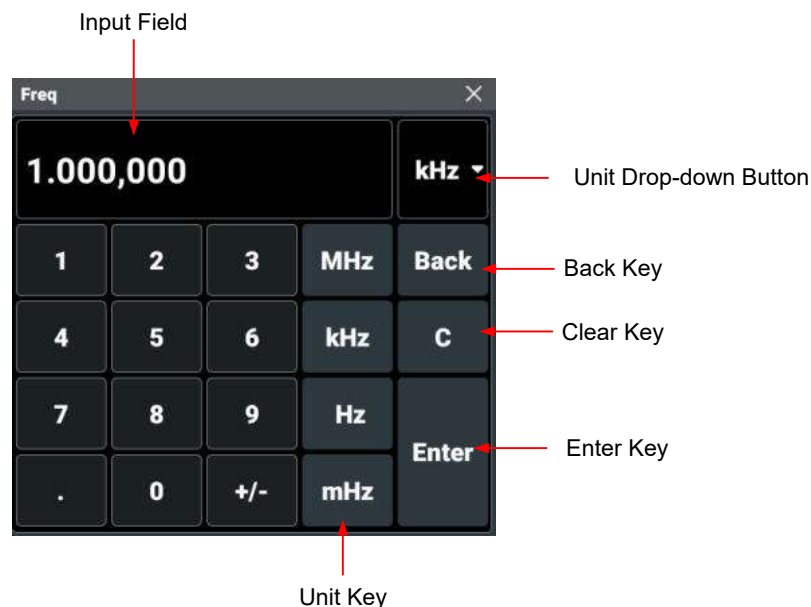 Input Field
Freq
1.000,000 kHz
Unit Drop-down Button
1 2 3 MHz Back
Back Key
4 5 6 kHz C
Clear Key
7 8 9 Hz
Enter
Enter Key
. 0 +/- mHz
Unit Key